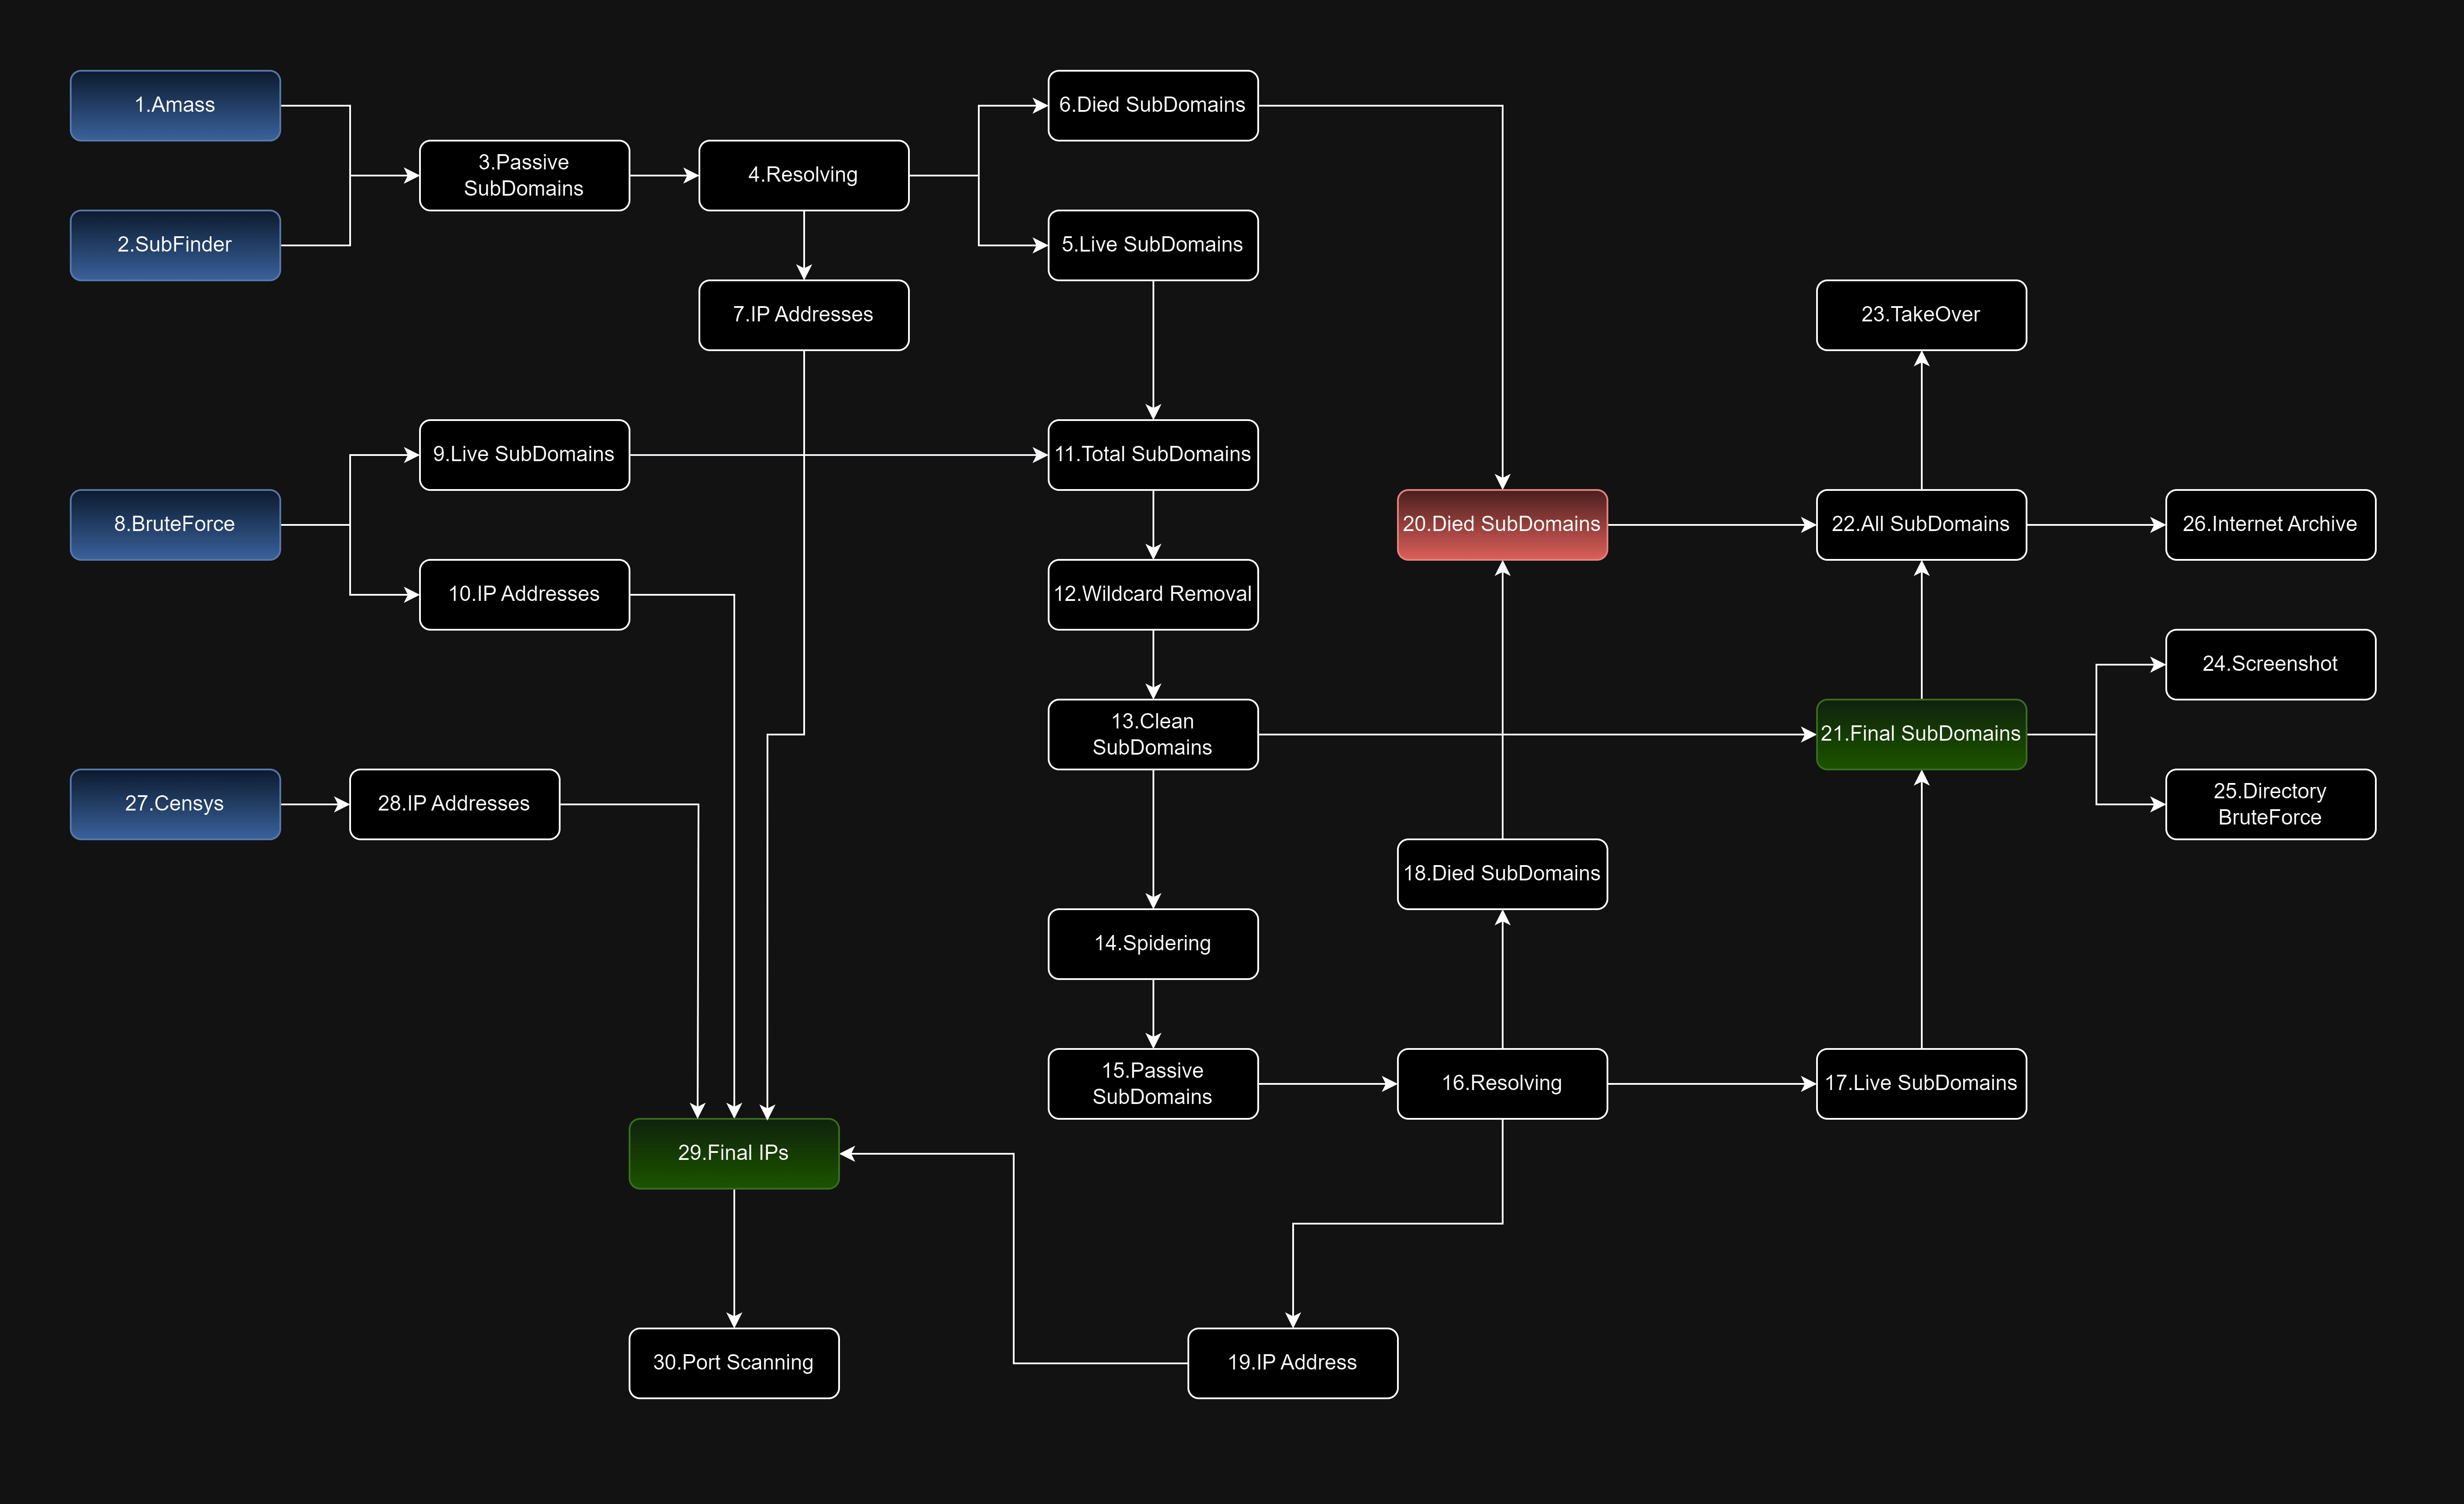 1.Amass
6.Died SubDomains
3.Passive
SubDomains
4.Resolving
2.SubFinder
5.Live SubDomains
7.IP Addresses
23.TakeOver
9.Live SubDomains
11.Total SubDomains
8.BruteForce
20.Died SubDomains
22.All SubDomains
26.Internet Archive
10.IP Addresses
12.Wildcard Removal
24.Screenshot
13.Clean
SubDomains
21.Final SubDomains
27.Censys
28.IP Addresses
25.Directory
BruteForce
18.Died SubDomains
14.Spidering
15.Passive
SubDomains
16.Resolving
17.Live SubDomains
29.Final IPs
30.Port Scanning
19.IP Address